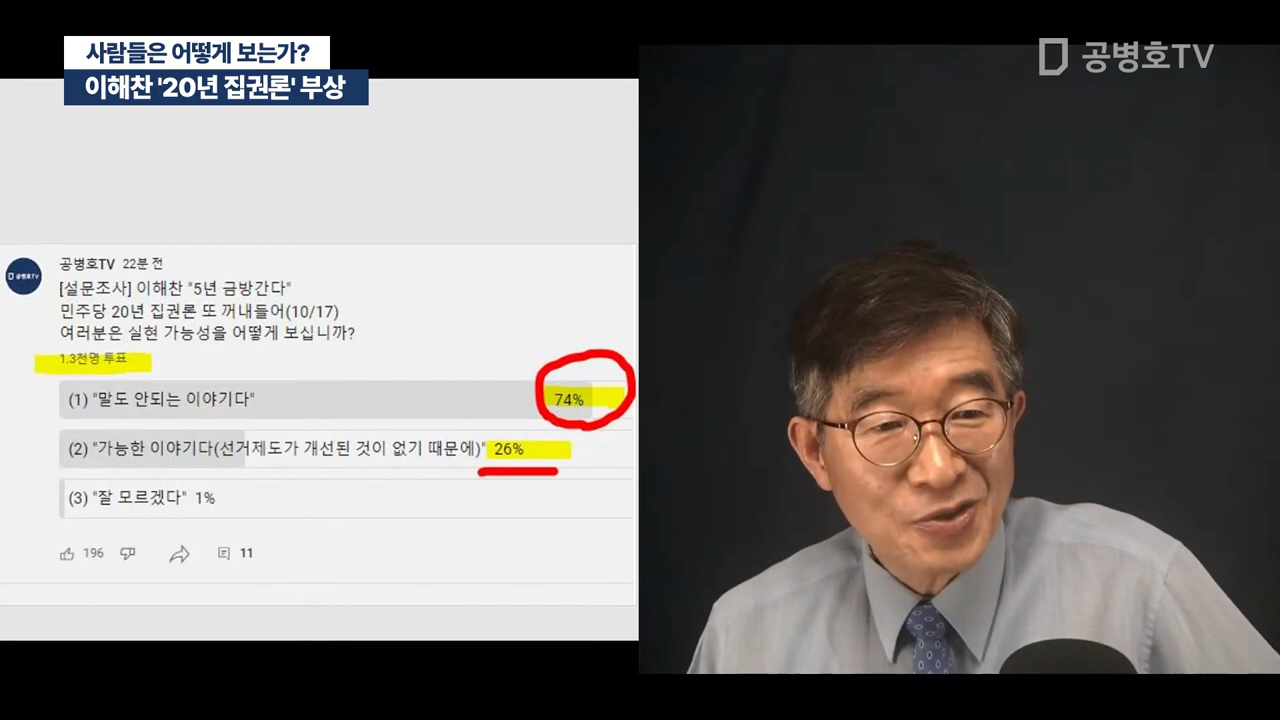 사람들은 어떻게 보는가?
이해찬 '20년 집권론' 부상
공병호TV
공병호TV
공병호TV 22분 전
[설문조사] 이해찬 "5년 금방간다"
민주당 20년 집권론 또 꺼내들어(10/17)
여러분은 실현 가능성을 어떻게 보십니까?
1.3천명 투표
(1) "말도 안되는 이야기다" 74%
(2) "가능한 이야기다(선거제도가 개선된 것이 없기 때문에)" 26%
(3) "잘 모르겠다" 1%
196 11